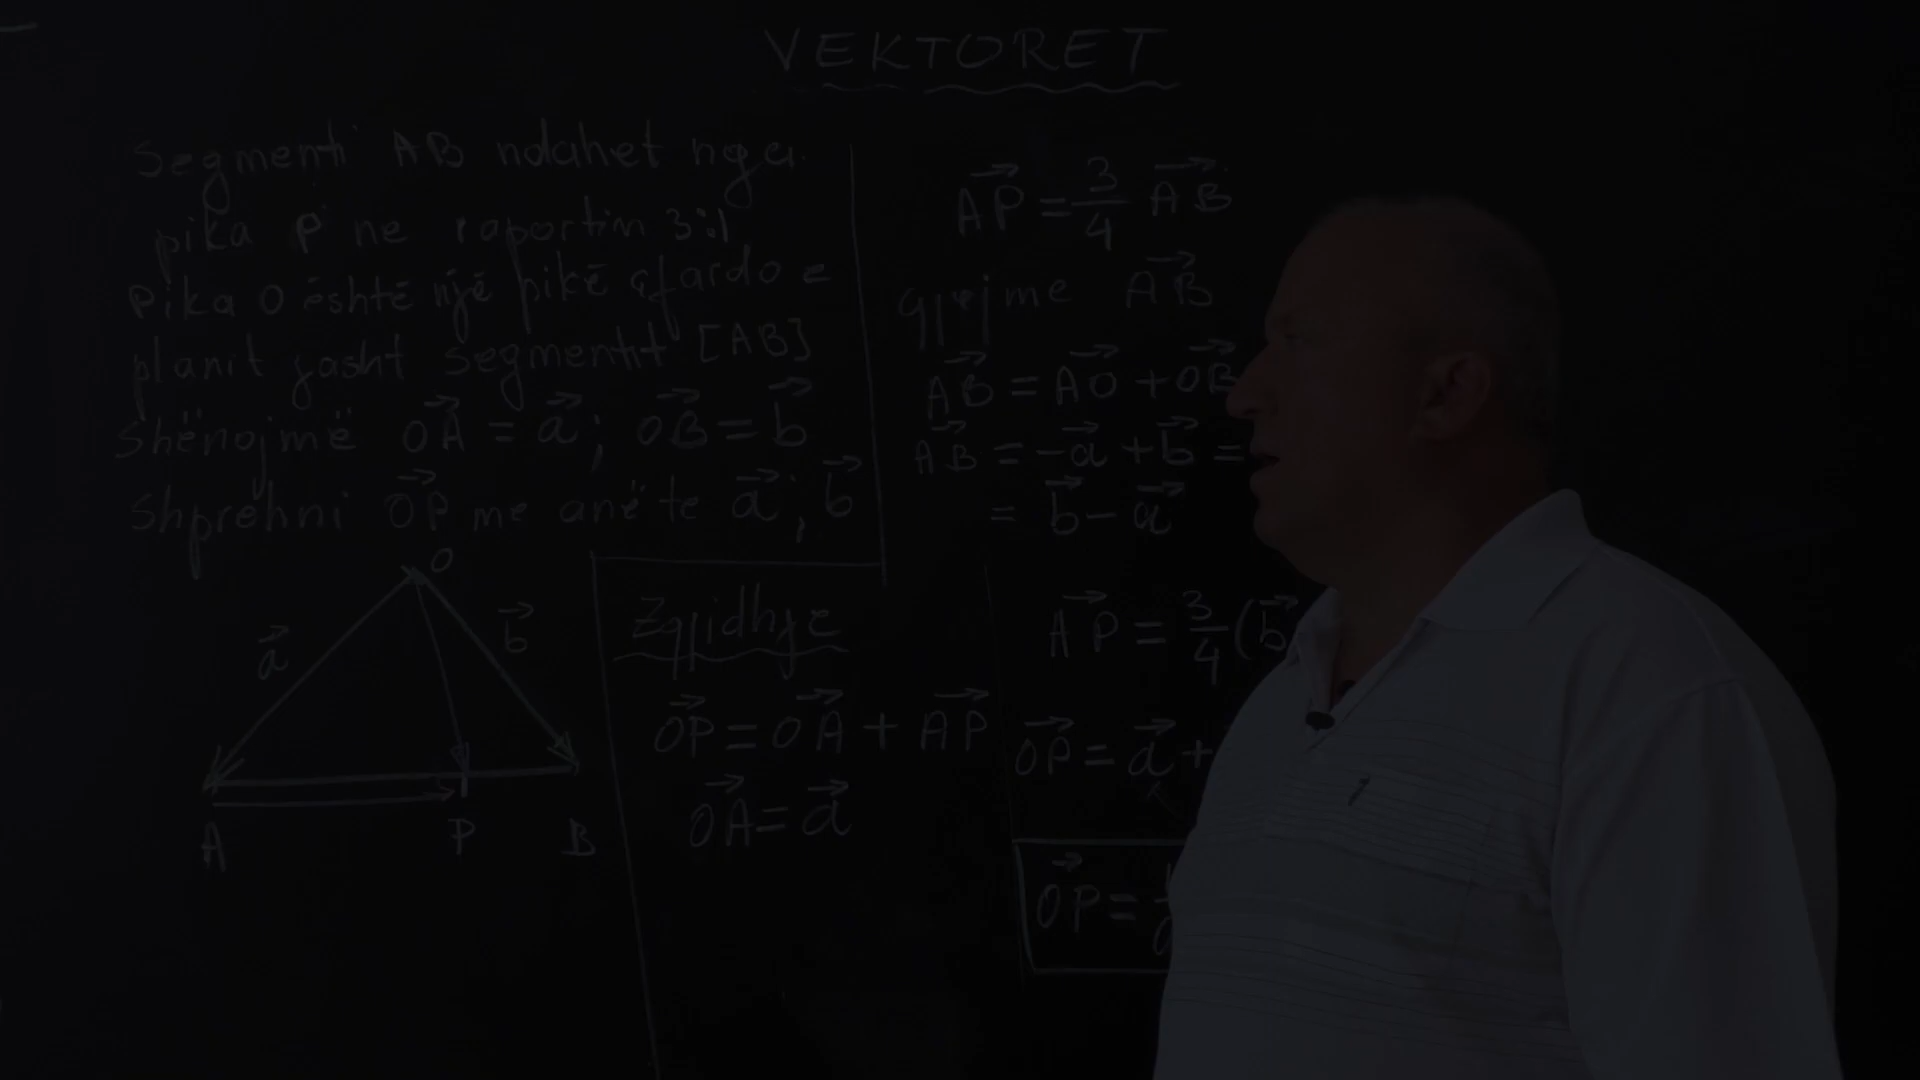 VEKTORET
Segmenti AB ndahet nga
pika P ne raportin 3:1
Pika O është një pikë çfardo e
planit jasht segmentit [AB]
Shënojmë OA⃗ = a⃗ ; OB⃗ = b⃗
Shprehni OP⃗ me anë te a⃗ ; b⃗
O
a⃗
b⃗
A P B
Zgjidhje
OP⃗ = OA⃗ + AP⃗
OA⃗ = a⃗
AP⃗ = 3/4 AB⃗
gjejme AB⃗
AB⃗ = AO⃗ + OB⃗
AB⃗ = -a⃗ + b⃗ =
= b⃗ - a⃗
AP⃗ = 3/4 (b⃗
OP⃗ = a⃗ +
OP⃗ =